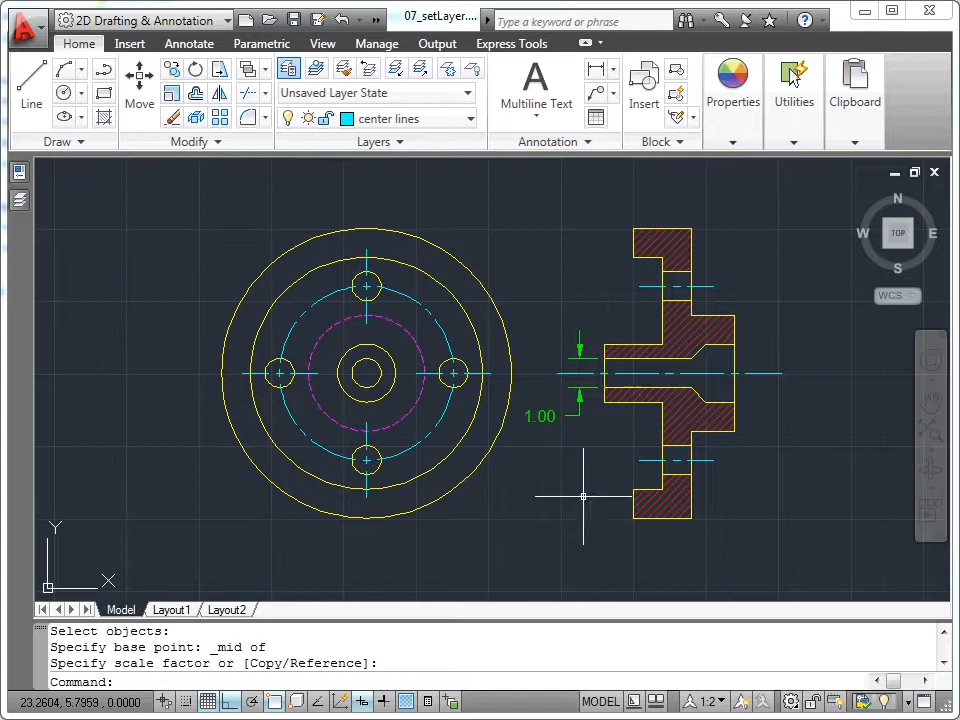 2D Drafting & Annotation
07_setLayer....
Type a keyword or phrase
Home Insert Annotate Parametric View Manage Output Express Tools
Line
Move
Unsaved Layer State
center lines
A
Multiline Text
Insert
Properties
Utilities
Clipboard
Draw
Modify
Layers
Annotation
Block
N
W TOP E
S
WCS
1.00
Y
X
Model Layout1 Layout2
Select objects:
Specify base point: _mid of
Specify scale factor or [Copy/Reference]:
Command:
23.2604, 5.7959, 0.0000
MODEL
1:2